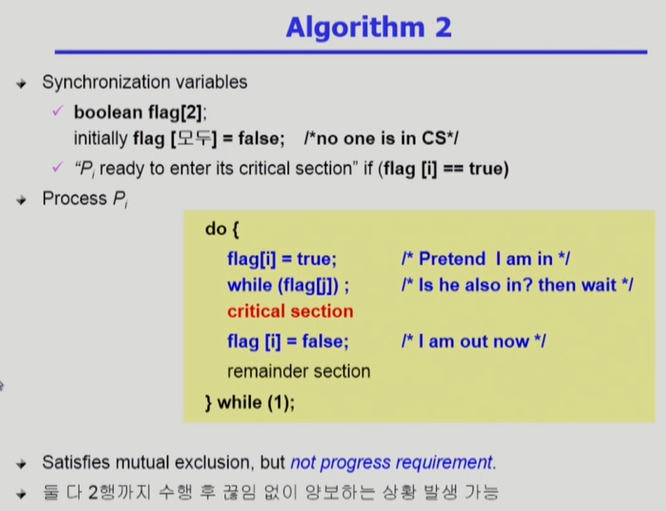 Algorithm 2
Synchronization variables
boolean flag[2];
initially flag [모두] = false; /*no one is in CS*/
“Pi ready to enter its critical section” if (flag [i] == true)
Process Pi
do {
flag[i] = true; /* Pretend I am in */
while (flag[j]) ; /* Is he also in? then wait */
critical section
flag [i] = false; /* I am out now */
remainder section
} while (1);
Satisfies mutual exclusion, but not progress requirement.
둘 다 2행까지 수행 후 끊임 없이 양보하는 상황 발생 가능